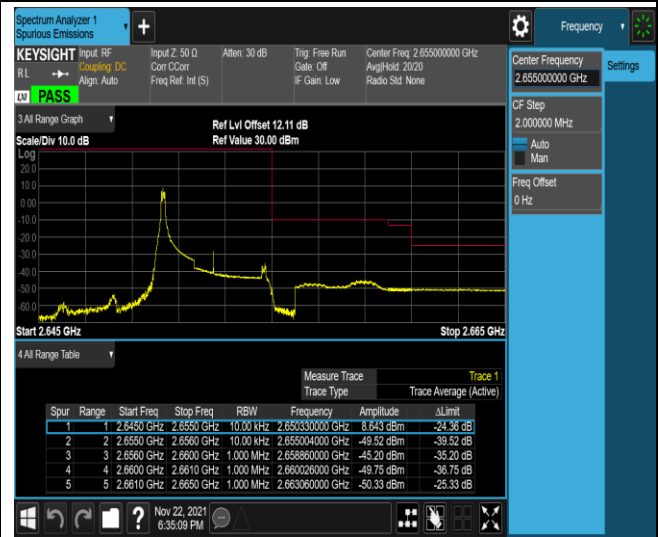 Spectrum Analyzer 1
Spurious Emissions
+
Frequency
KEYSIGHT
RL
LXI PASS
Input: RF
Coupling: DC
Align: Auto
Input Z: 50 Ω
Corr CCorr
Freq Ref: Int (S)
Atten: 30 dB
Trig: Free Run
Gate: Off
IF Gain: Low
Center Freq: 2.655000000 GHz
Avg|Hold: 20/20
Radio Std: None
Center Frequency
2.655000000 GHz
Settings
CF Step
2.000000 MHz
Auto
Man
Freq Offset
0 Hz
3 All Range Graph
Scale/Div 10.0 dB
Ref Lvl Offset 12.11 dB
Ref Value 30.00 dBm
Log
20.0
10.0
0.00
-10.0
-20.0
-30.0
-40.0
-50.0
-60.0
Start 2.645 GHz
Stop 2.665 GHz
4 All Range Table
Measure Trace Trace 1
Trace Type Trace Average (Active)
Spur Range Start Freq Stop Freq RBW Frequency Amplitude ΔLimit
1 1 2.6450 GHz 2.6550 GHz 10.00 kHz 2.650330000 GHz 8.643 dBm -24.36 dB
2 2 2.6550 GHz 2.6560 GHz 10.00 kHz 2.655004000 GHz -49.52 dBm -39.52 dB
3 3 2.6560 GHz 2.6600 GHz 1.000 MHz 2.658860000 GHz -45.20 dBm -35.20 dB
4 4 2.6600 GHz 2.6610 GHz 1.000 MHz 2.660026000 GHz -49.75 dBm -36.75 dB
5 5 2.6610 GHz 2.6650 GHz 1.000 MHz 2.663060000 GHz -50.33 dBm -25.33 dB
?
Nov 22, 2021
6:35:09 PM